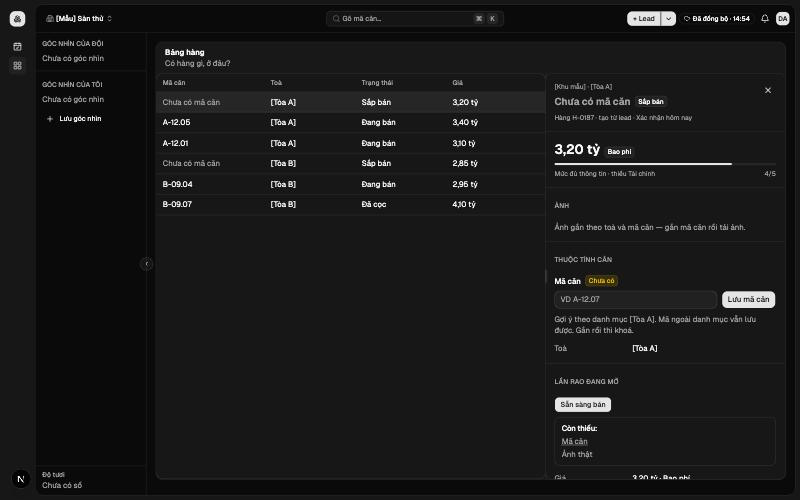 [Mẫu] Sàn thử
Gõ mã căn...
⌘ K
+ Lead
Đã đồng bộ · 14:54
DA
GÓC NHÌN CỦA ĐỘI
Chưa có góc nhìn
GÓC NHÌN CỦA TÔI
Chưa có góc nhìn
+ Lưu góc nhìn
Độ tươi
Chưa có số
N
Bảng hàng
Có hàng gì, ở đâu?
Mã căn Toà Trạng thái Giá
Chưa có mã căn [Tòa A] Sắp bán 3,20 tỷ
A-12.05 [Tòa A] Đang bán 3,40 tỷ
A-12.01 [Tòa A] Đang bán 3,10 tỷ
Chưa có mã căn [Tòa B] Sắp bán 2,85 tỷ
B-09.04 [Tòa B] Đang bán 2,95 tỷ
B-09.07 [Tòa B] Đã cọc 4,10 tỷ
[Khu mẫu] · [Tòa A]
Chưa có mã căn Sắp bán
Hàng H-0187 · tạo từ lead · Xác nhận hôm nay
3,20 tỷ Bao phí
Mức đủ thông tin · thiếu Tài chính 4/5
ẢNH
Ảnh gắn theo toà và mã căn — gắn mã căn rồi tải ảnh.
THUỘC TÍNH CĂN
Mã căn Chưa có
VD A-12.07
Lưu mã căn
Gợi ý theo danh mục [Tòa A]. Mã ngoài danh mục vẫn lưu
được. Gắn rồi thì khoá.
Toà [Tòa A]
LẦN RAO ĐANG MỞ
Sẵn sàng bán
Còn thiếu:
Mã căn
Ảnh thật
Giá 3,20 tỷ · Bao phí